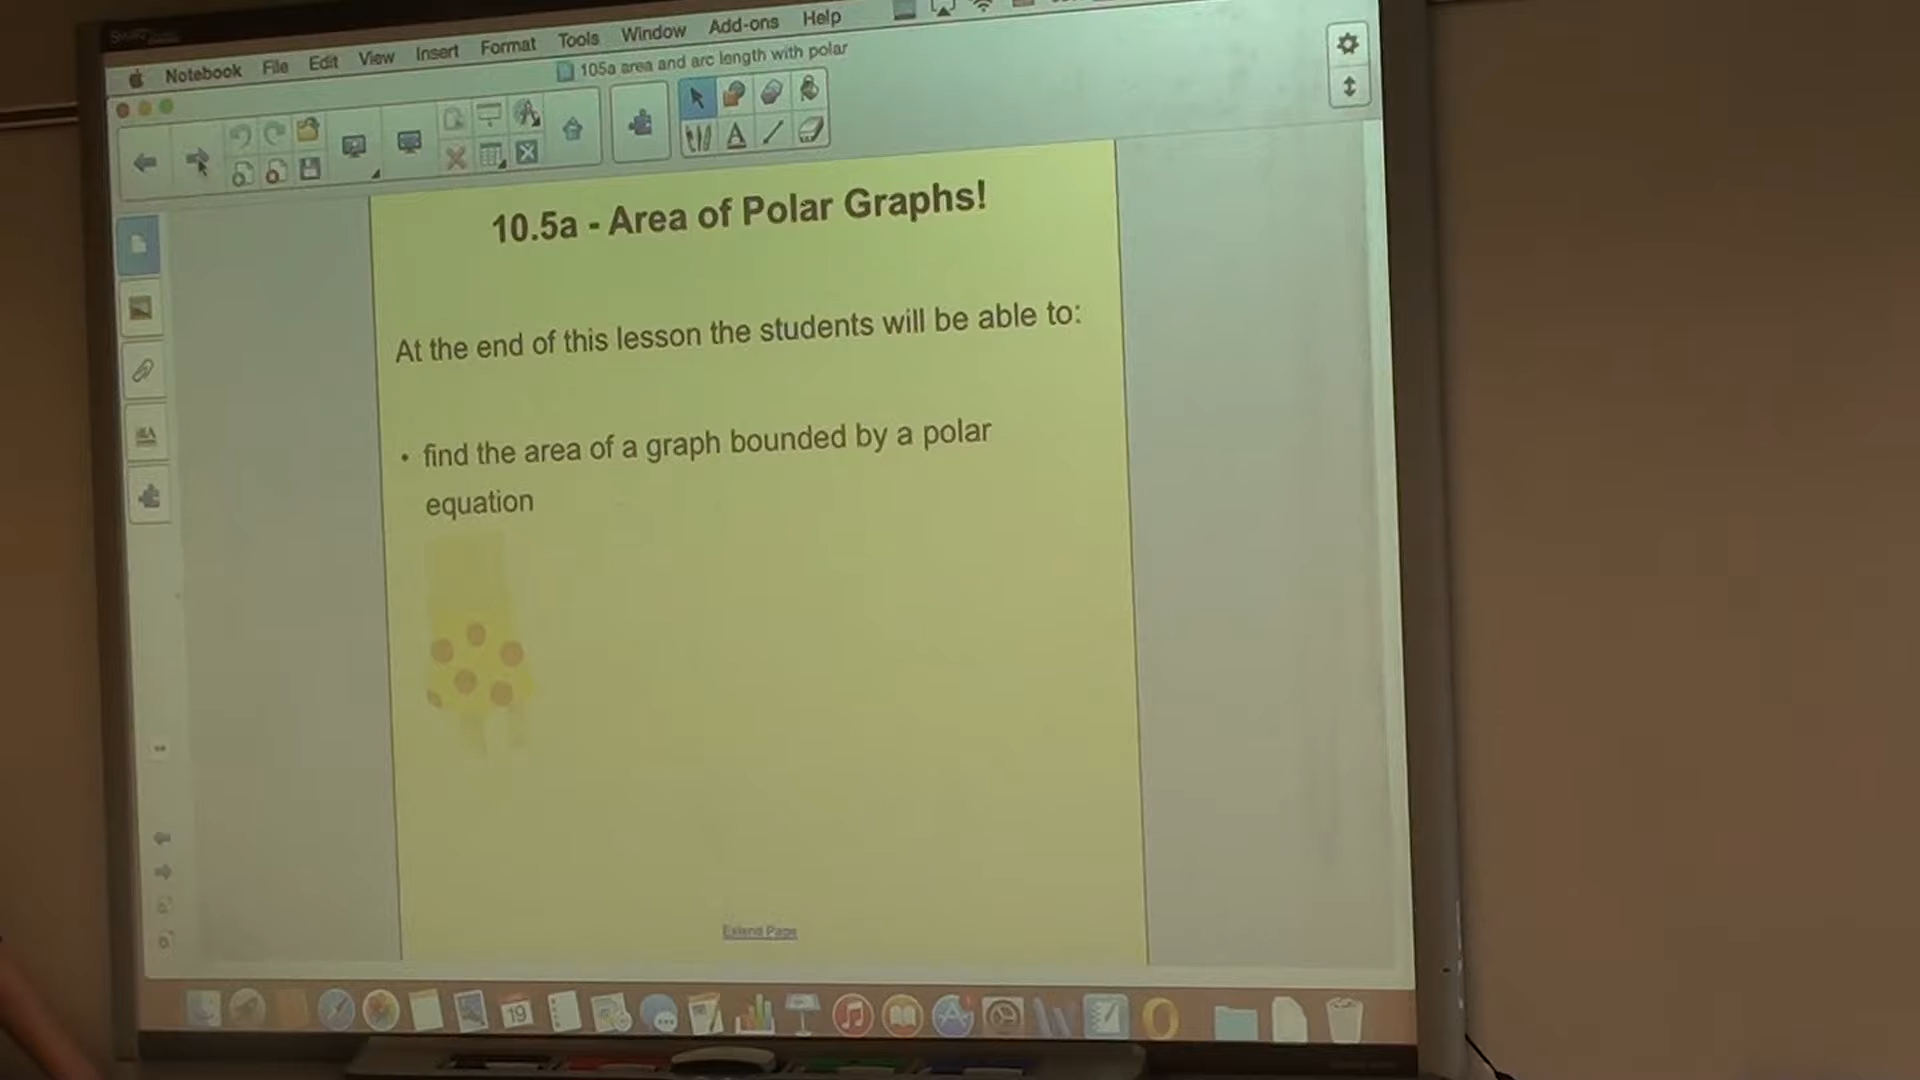 Notebook File Edit View Insert Format Tools Window Add-ons Help
105a area and arc length with polar
10.5a - Area of Polar Graphs!
At the end of this lesson the students will be able to:
• find the area of a graph bounded by a polar
equation
Extend Page
19